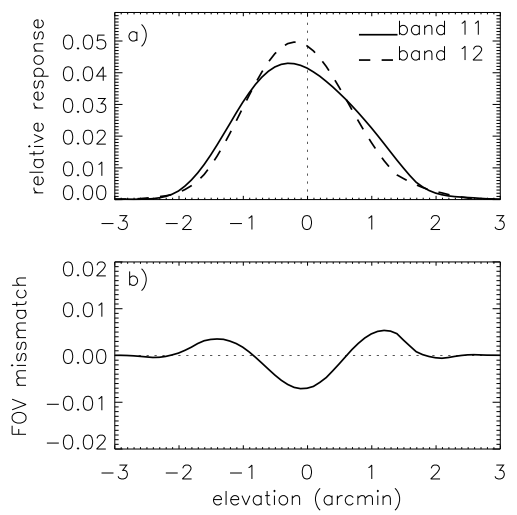 a)
band 11
band 12
relative response
0.05
0.04
0.03
0.02
0.01
0.00
−3 −2 −1 0 1 2 3
b)
FOV missmatch
0.02
0.01
0.00
−0.01
−0.02
−3 −2 −1 0 1 2 3
elevation (arcmin)